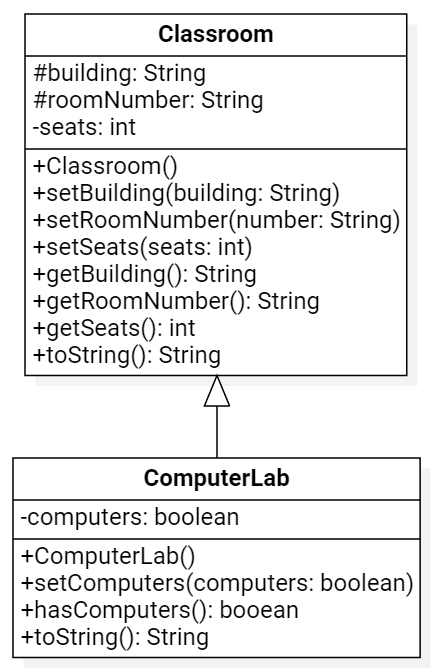 Classroom
#building: String
#roomNumber: String
-seats: int
+Classroom()
+setBuilding(building: String)
+setRoomNumber(number: String)
+setSeats(seats: int)
+getBuilding(): String
+getRoomNumber(): String
+getSeats(): int
+toString(): String
ComputerLab
-computers: boolean
+ComputerLab()
+setComputers(computers: boolean)
+hasComputers(): booean
+toString(): String